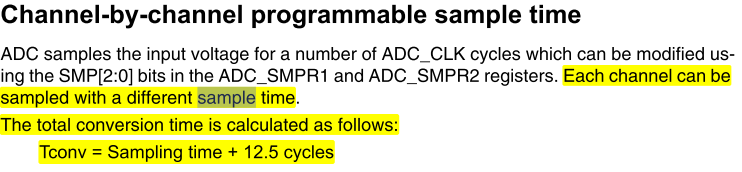 Channel-by-channel programmable sample time
ADC samples the input voltage for a number of ADC_CLK cycles which can be modified us-
ing the SMP[2:0] bits in the ADC_SMPR1 and ADC_SMPR2 registers. Each channel can be
sampled with a different sample time.
The total conversion time is calculated as follows:
Tconv = Sampling time + 12.5 cycles